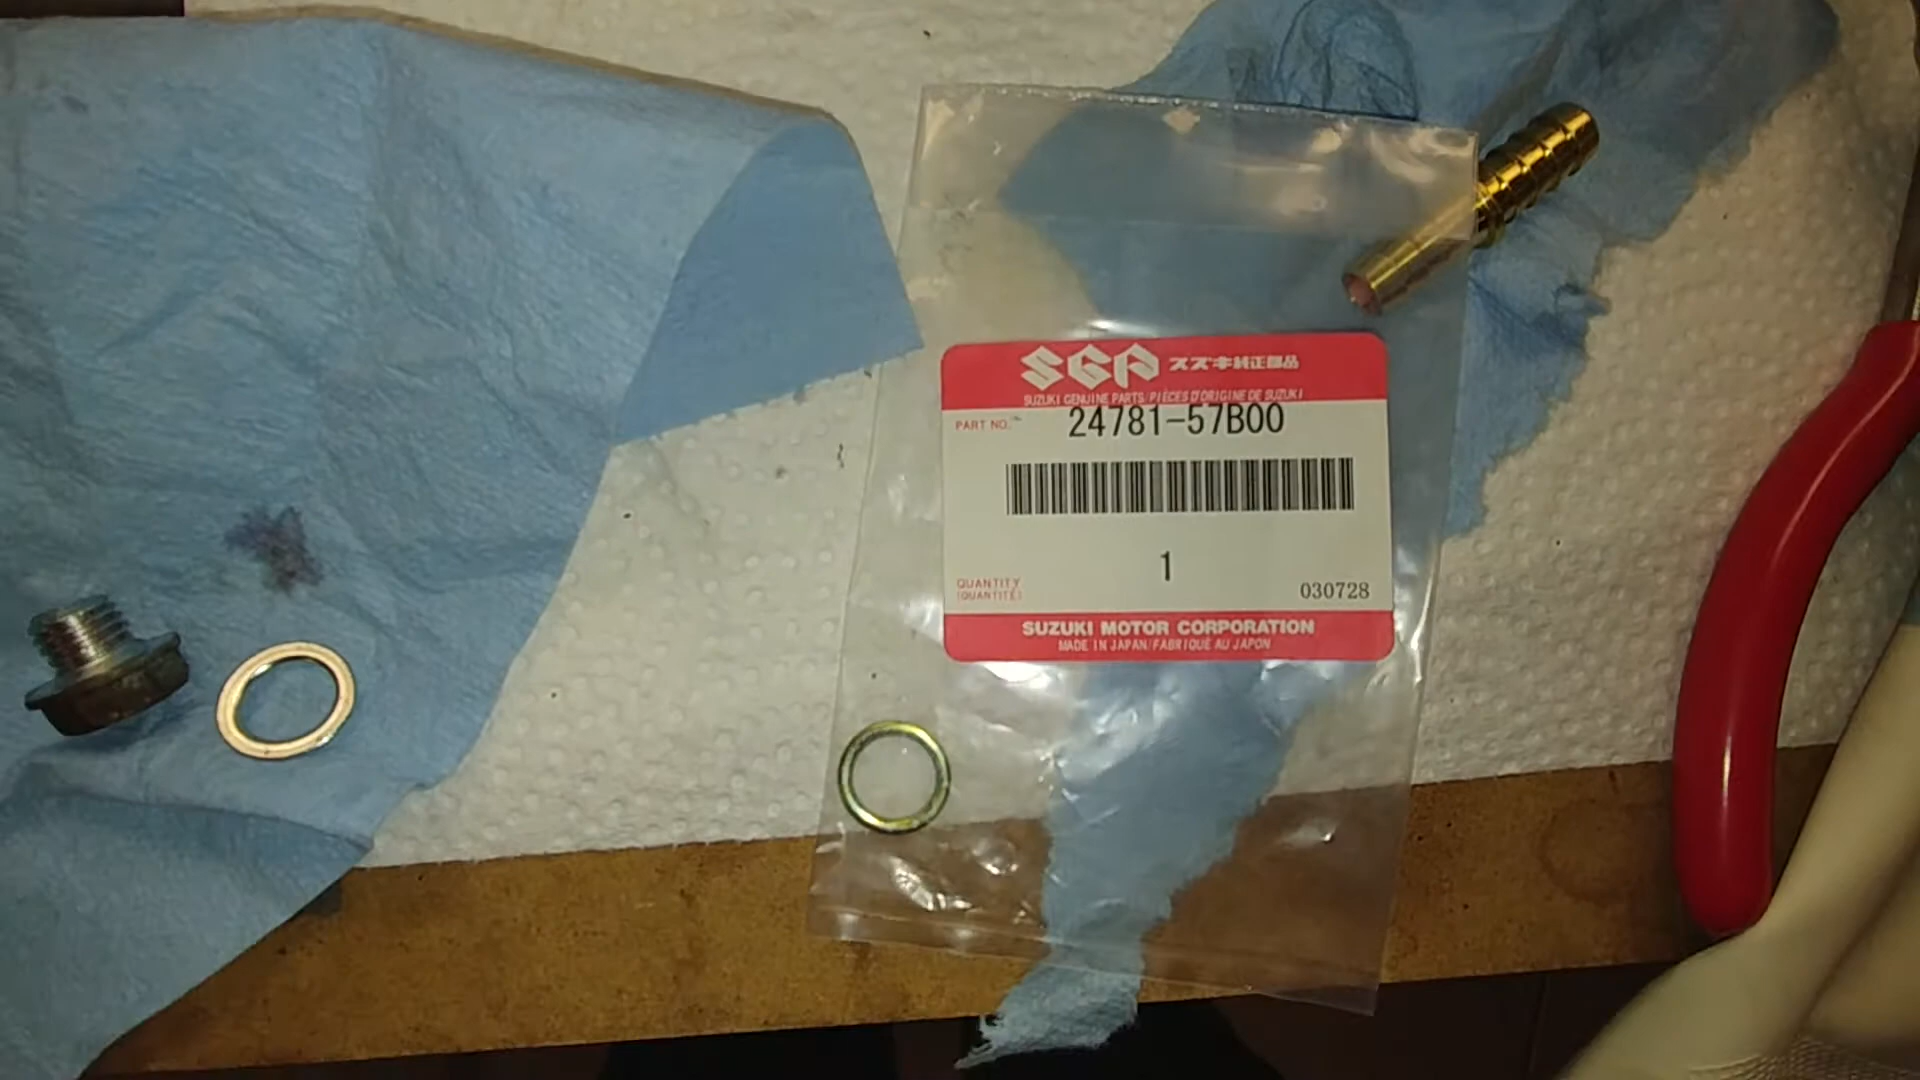 SGP スズキ純正部品
SUZUKI GENUINE PARTS/PIÈCES D'ORIGINE DE SUZUKI
PART NO. 24781-57B00
1
QUANTITY
(QUANTITÉ)
030728
SUZUKI MOTOR CORPORATION
MADE IN JAPAN/FABRIQUÉ AU JAPON